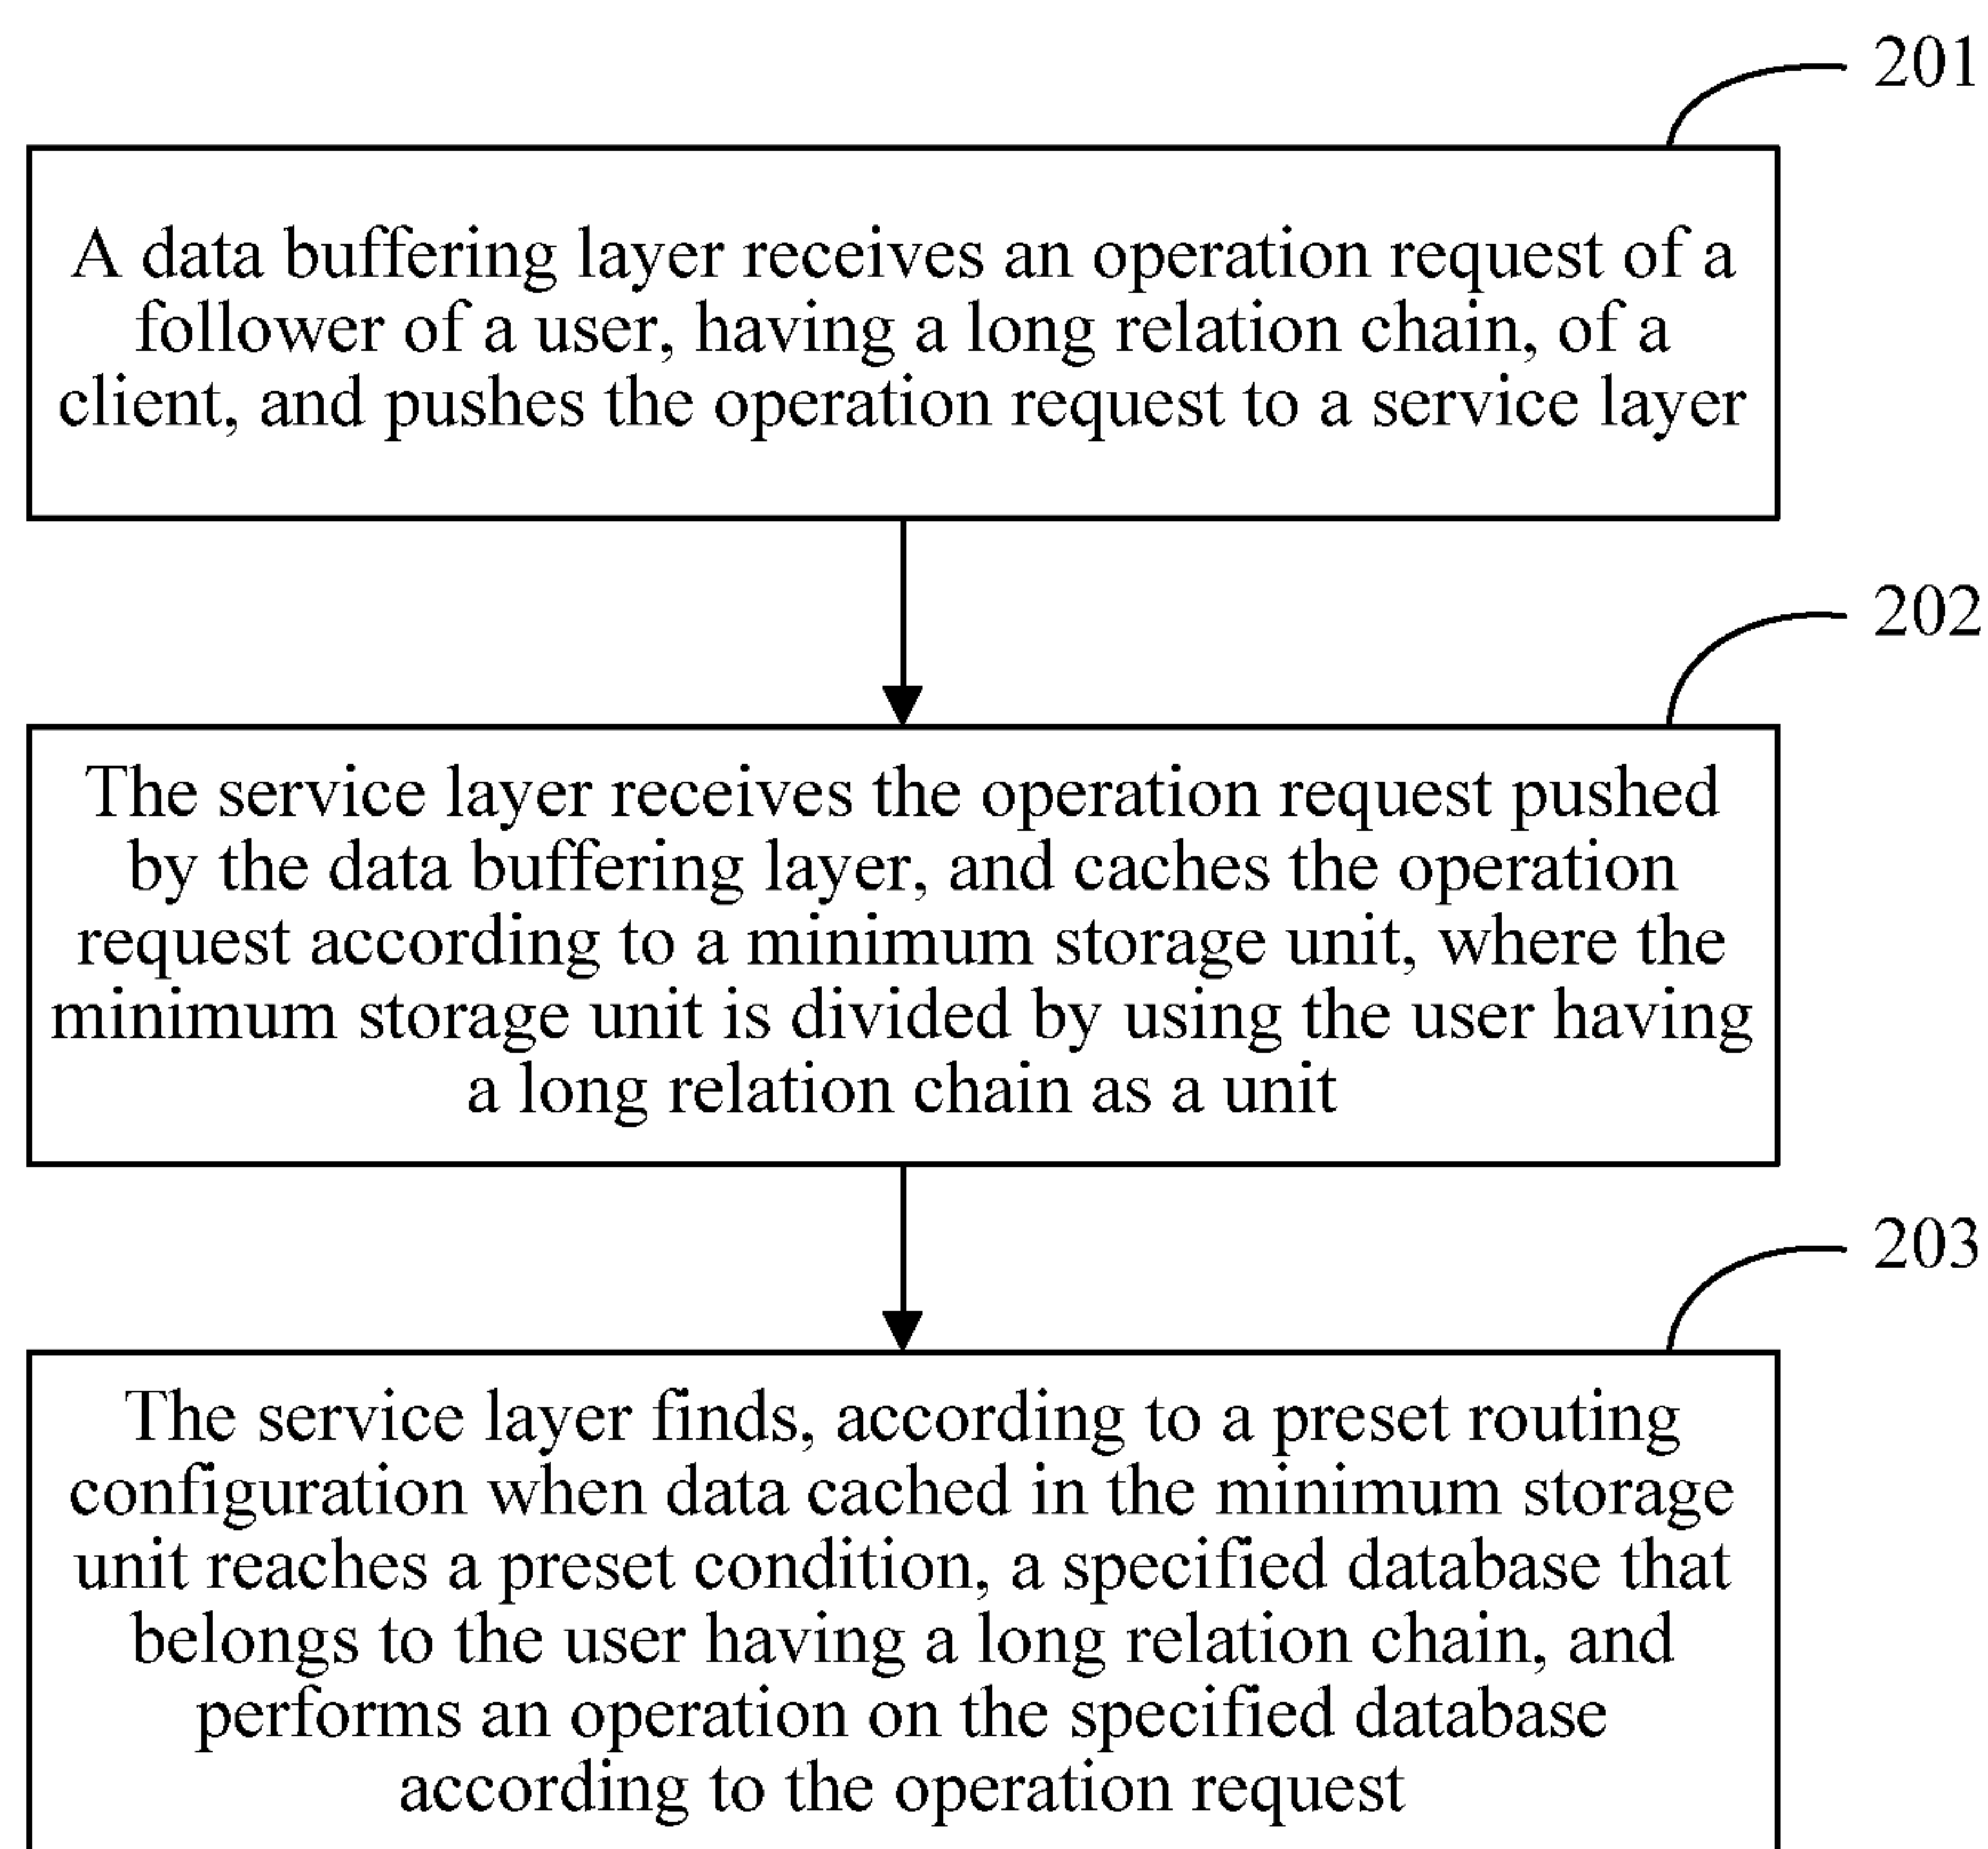 201
A data buffering layer receives an operation request of a
follower of a user, having a long relation chain, of a
client, and pushes the operation request to a service layer
202
The service layer receives the operation request pushed
by the data buffering layer, and caches the operation
request according to a minimum storage unit, where the
minimum storage unit is divided by using the user having
a long relation chain as a unit
203
The service layer finds, according to a preset routing
configuration when data cached in the minimum storage
unit reaches a preset condition, a specified database that
belongs to the user having a long relation chain, and
performs an operation on the specified database
according to the operation request